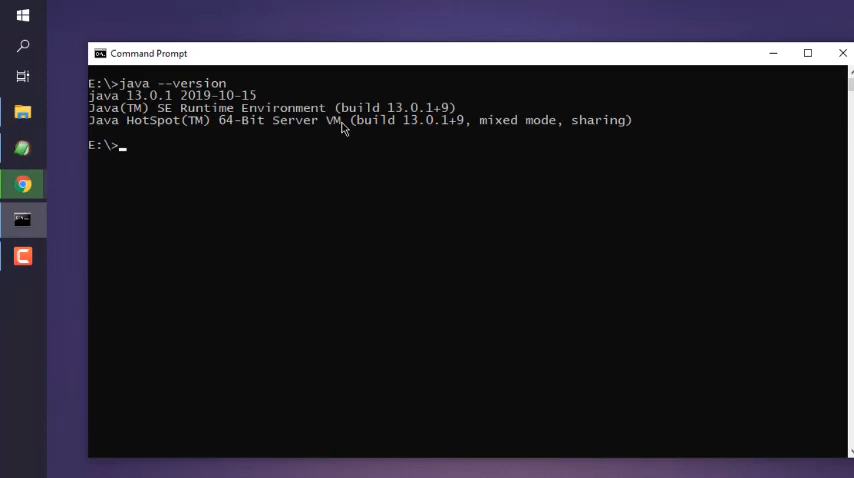 Command Prompt
E:\>java --version
java 13.0.1 2019-10-15
Java(TM) SE Runtime Environment (build 13.0.1+9)
Java HotSpot(TM) 64-Bit Server VM (build 13.0.1+9, mixed mode, sharing)
E:\>_